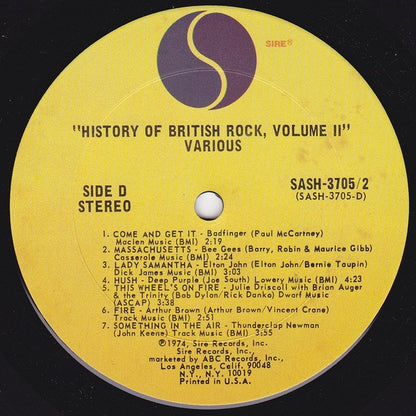 SIRE®
"HISTORY OF BRITISH ROCK, VOLUME II"
VARIOUS
SIDE D
STEREO
SASH-3705/2
(SASH-3705-D)
1. COME AND GET IT - Badfinger (Paul McCartney)
Maclen Music (BMI) 2:19
2. MASSACHUSETTS - Bee Gees (Barry, Robin & Maurice Gibb)
Casserole Music (BMI) 2:24
3. LADY SAMANTHA - Elton John (Elton John/Bernie Taupin)
Dick James Music (BMI) 3:03
4. HUSH - Deep Purple (Joe South) Lowery Music (BMI) 4:23
5. THIS WHEEL'S ON FIRE - Julie Driscoll with Brian Auger
& the Trinity (Bob Dylan/Rick Danko) Dwarf Music
(ASCAP) 3:38
6. FIRE - Arthur Brown (Arthur Brown/Vincent Crane)
Track Music (BMI) 2:51
7. SOMETHING IN THE AIR - Thunderclap Newman
(John Keene) Track Music (BMI) 3:55
Ⓟ1974, Sire Records, Inc.
Sire Records, Inc.,
marketed by ABC Records, Inc.,
Los Angeles, Calif. 90048
N.Y., N.Y. 10019
Printed in U.S.A.